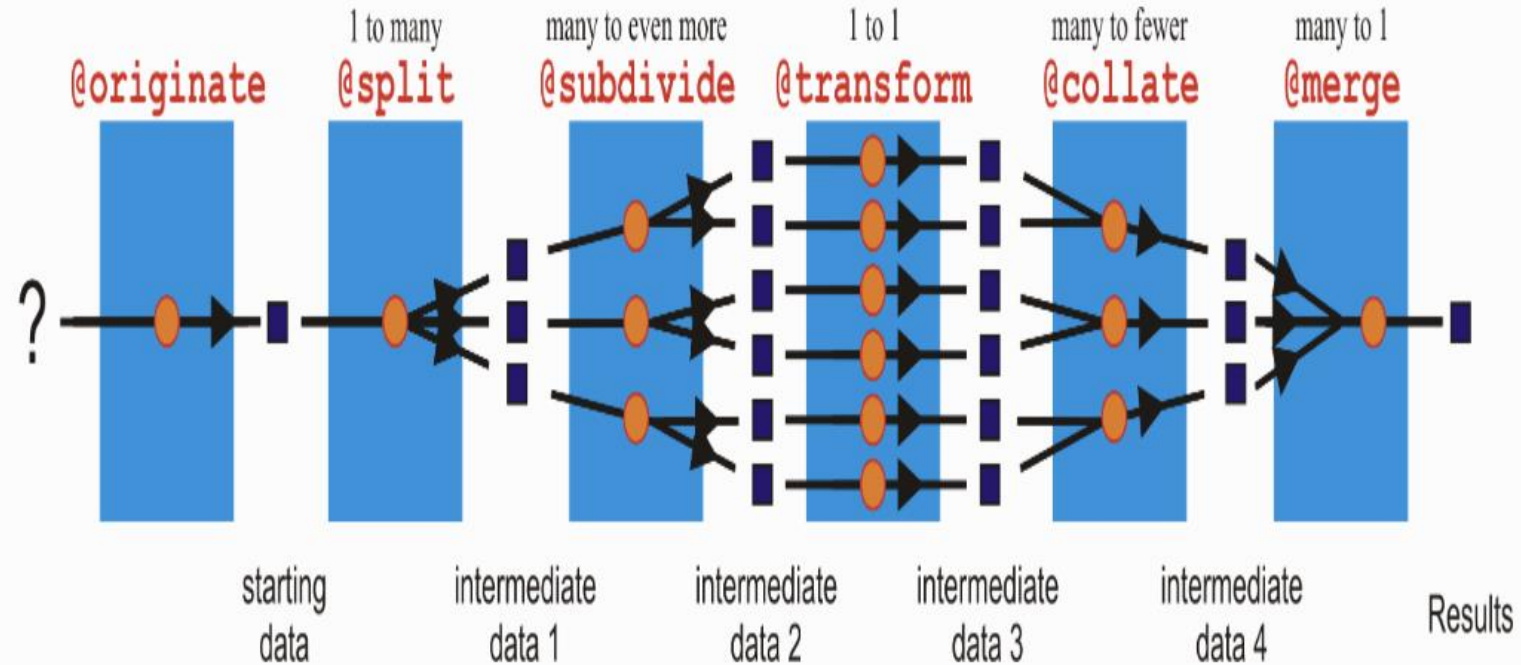 1 to many many to even more 1 to 1 many to fewer many to 1
@originate @split @subdivide @transform @collate @merge
?
starting intermediate intermediate intermediate intermediate Results
data data 1 data 2 data 3 data 4